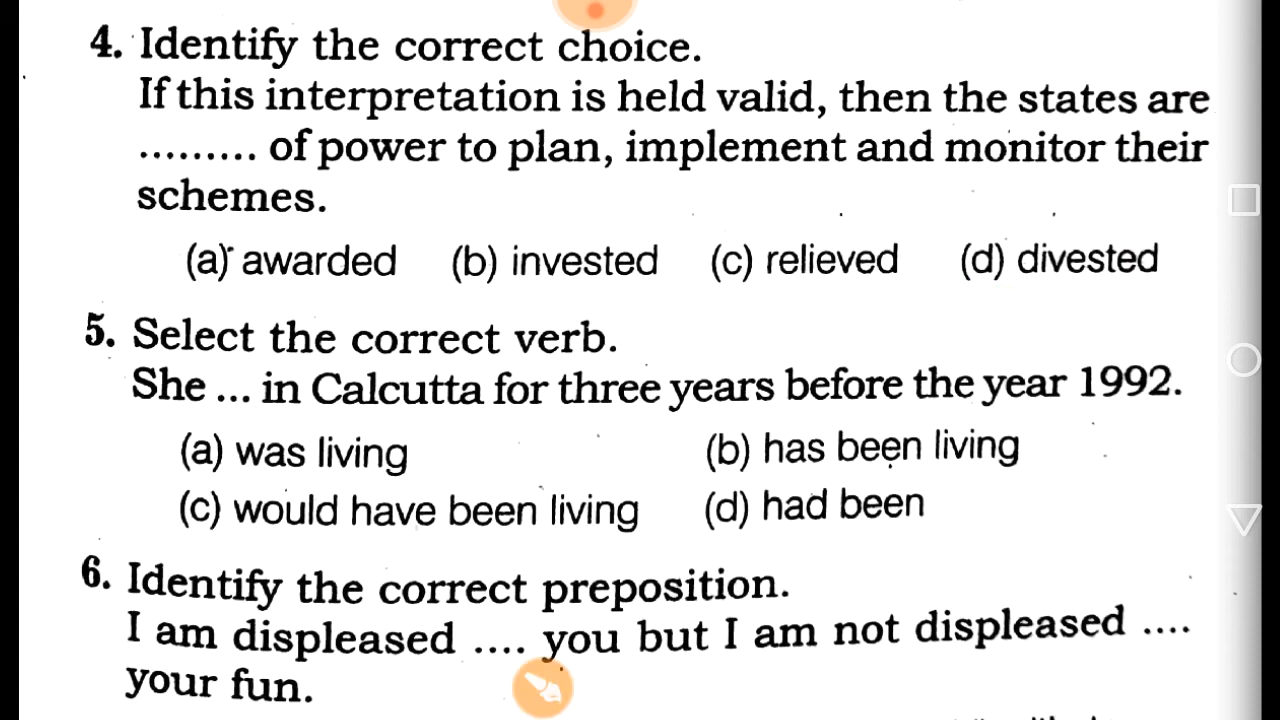 4. Identify the correct choice.
If this interpretation is held valid, then the states are
......... of power to plan, implement and monitor their
schemes.
(a) awarded (b) invested (c) relieved (d) divested
5. Select the correct verb.
She ... in Calcutta for three years before the year 1992.
(a) was living (b) has been living
(c) would have been living (d) had been
6. Identify the correct preposition.
I am displeased .... you but I am not displeased ....
your fun.